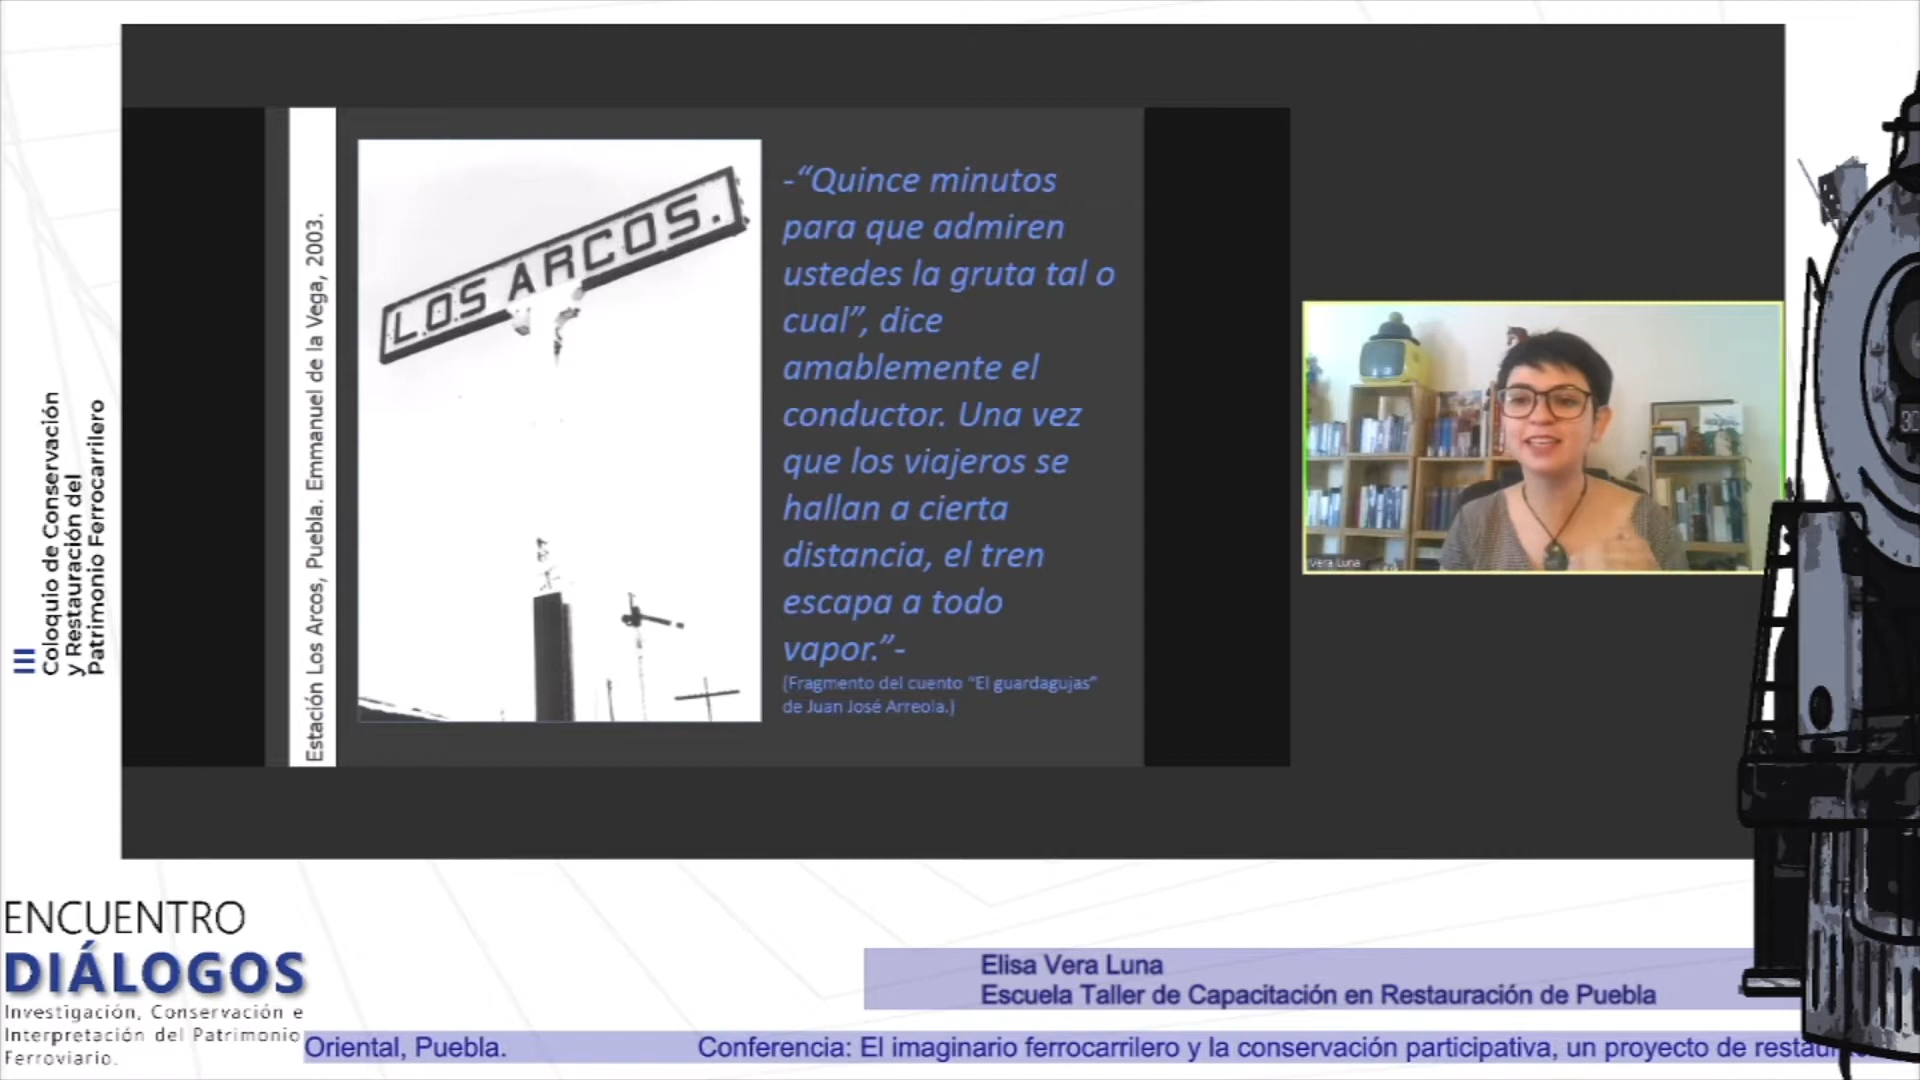 III
Coloquio de Conservación
y Restauración del
Patrimonio Ferrocarrilero
Estación Los Arcos, Puebla. Emmanuel de la Vega, 2003.
LOS ARCOS.
-“Quince minutos
para que admiren
ustedes la gruta tal o
cual”, dice
amablemente el
conductor. Una vez
que los viajeros se
hallan a cierta
distancia, el tren
escapa a todo
vapor.”-
(Fragmento del cuento “El guardagujas”
de Juan José Arreola.)
Vera Luna
30
ENCUENTRO
DIÁLOGOS
Investigación, Conservación e
Interpretación del Patrimonio
Ferroviario.
Elisa Vera Luna
Escuela Taller de Capacitación en Restauración de Puebla
Oriental, Puebla. Conferencia: El imaginario ferrocarrilero y la conservación participativa, un proyecto de